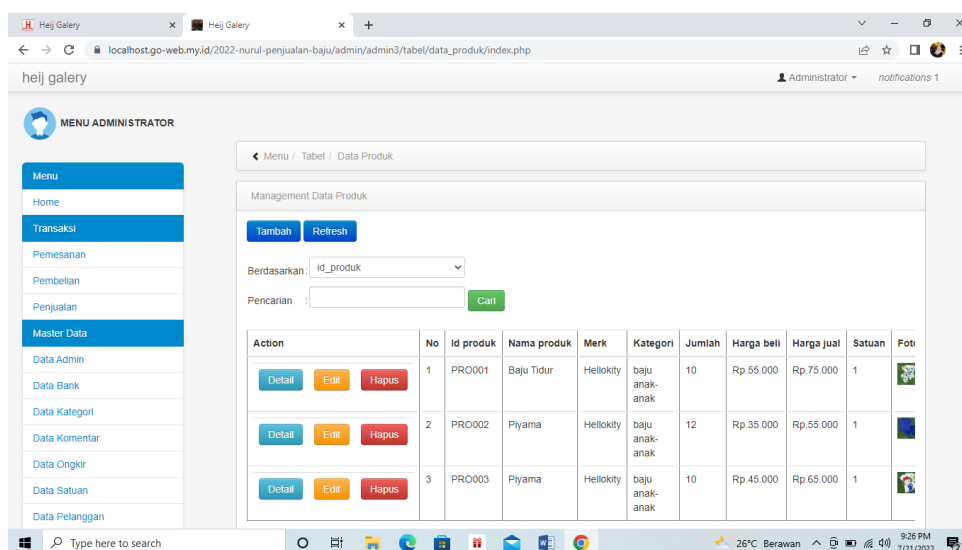 Heij Galery
Heij Galery
localhost.go-web.my.id/2022-nurul-penjualan-baju/admin/admin3/tabel/data_produk/index.php
heij galery
Administrator
notifications 1
MENU ADMINISTRATOR
Menu
Home
Transaksi
Pemesanan
Pembelian
Penjualan
Master Data
Data Admin
Data Bank
Data Kategori
Data Komentar
Data Ongkir
Data Satuan
Data Pelanggan
Menu / Tabel / Data Produk
Management Data Produk
Tambah Refresh
Berdasarkan : id_produk
Pencarian : Cari
Action No Id produk Nama produk Merk Kategori Jumlah Harga beli Harga jual Satuan
Detail Edit Hapus 1 PRO001 Baju Tidur Hellokity baju 10 Rp.55.000 Rp.75.000 1
anak-
anak
Detail Edit Hapus 2 PRO002 Piyama Hellokity baju 12 Rp.35.000 Rp.55.000 1
anak-
anak
Detail Edit Hapus 3 PRO003 Piyama Hellokity baju 10 Rp.45.000 Rp.65.000 1
anak-
anak
Type here to search
26°C Berawan
9:26 PM
7/21/2022